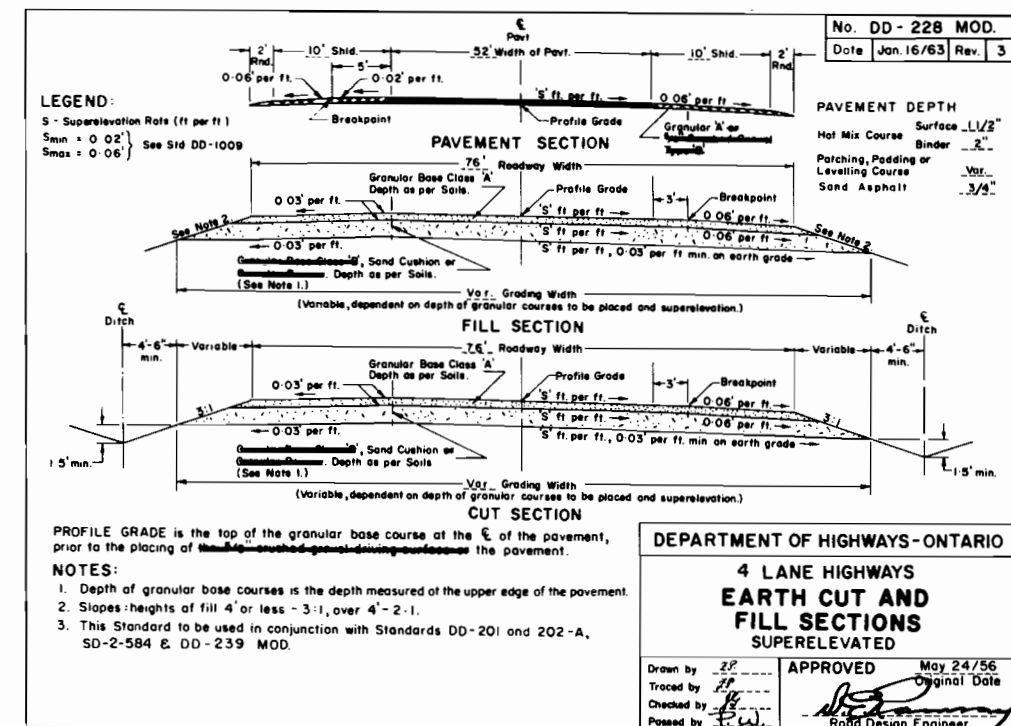 No. DD - 228 MOD.
Date Jan. 16/63 Rev. 3
℄
Pavt
2'
Rnd.
10' Shld.
52' Width of Pavt.
10' Shld.
2'
Rnd.
5'
0·06' per ft.
0·02' per ft.
'S' ft. per ft.
0·06' per ft.
Breakpoint
Profile Grade
Granular 'A' or
PAVEMENT SECTION
LEGEND:
S - Superelevation Rate (ft per ft)
Smin = 0 02'
Smax = 0·06'
See Std DD-1009
PAVEMENT DEPTH
Hot Mix Course Surface 1 1/2"
Binder 2"
Patching, Padding or
Levelling Course Var.
Sand Asphalt 3/4"
76' Roadway Width
Granular Base Class 'A'
Depth as per Soils.
Profile Grade
0 03' per ft.
'S' ft per ft
3'
Breakpoint
0 06' per ft.
See Note 2
'S' ft per ft
0 06' per ft.
See Note 2
0·03' per ft.
'S' ft per ft , 0·03' per ft min. on earth grade
Granular Base Class 'B', Sand Cushion or
Depth as per Soils.
(See Note 1.)
Var. Grading Width
(Variable, dependent on depth of granular courses to be placed and superelevation.)
FILL SECTION
℄
Ditch
℄
Ditch
4'-6"
min.
Variable
76' Roadway Width
Variable
4'-6"
min.
Granular Base Class 'A'
Depth as per Soils.
Profile Grade
0·03' per ft.
'S' ft per ft
3'
Breakpoint
0·06' per ft.
3:1
'S' ft per ft
0·06' per ft.
3:1
0·03' per ft.
'S' ft. per ft., 0·03' per ft. min on earth grade
1 5' min.
1·5' min.
Sand Cushion or
Depth as per Soils
(See Note 1.)
Var Grading Width
(Variable, dependent on depth of granular courses to be placed and superelevation.)
CUT SECTION
PROFILE GRADE is the top of the granular base course at the ℄ of the pavement,
prior to the placing of the 5/8" crushed gravel driving surface or the pavement.
NOTES:
1. Depth of granular base courses is the depth measured at the upper edge of the pavement.
2. Slopes: heights of fill 4' or less - 3:1, over 4' - 2·1.
3. This Standard to be used in conjunction with Standards DD-201 and 202-A,
SD-2-584 & DD-239 MOD.
DEPARTMENT OF HIGHWAYS-ONTARIO
4 LANE HIGHWAYS
EARTH CUT AND
FILL SECTIONS
SUPERELEVATED
Drawn by
Traced by
Checked by
Passed by P.W.
APPROVED
May 24/56
Original Date
Road Design Engineer